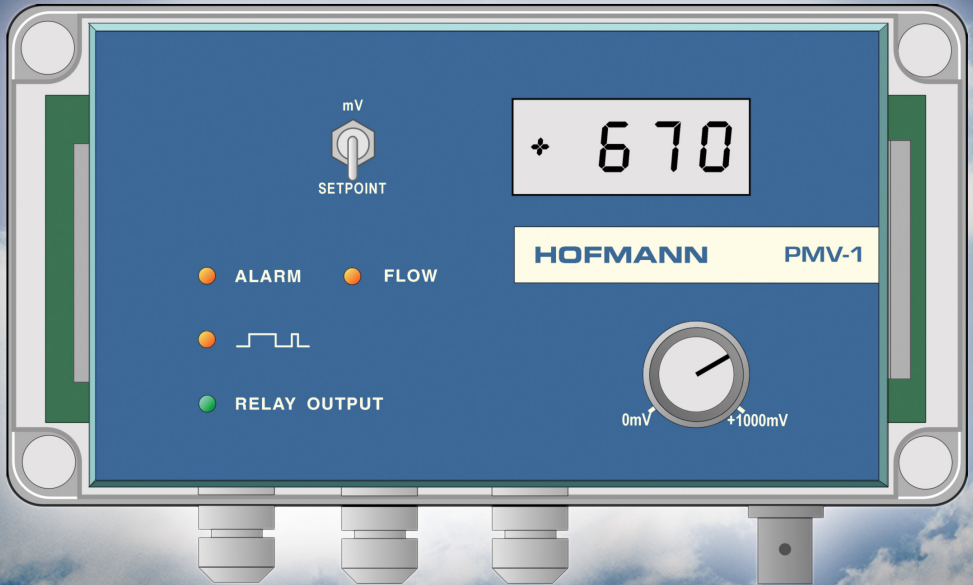 mV
SETPOINT
+ 670
HOFMANN PMV-1
ALARM FLOW
RELAY OUTPUT
0mV +1000mV